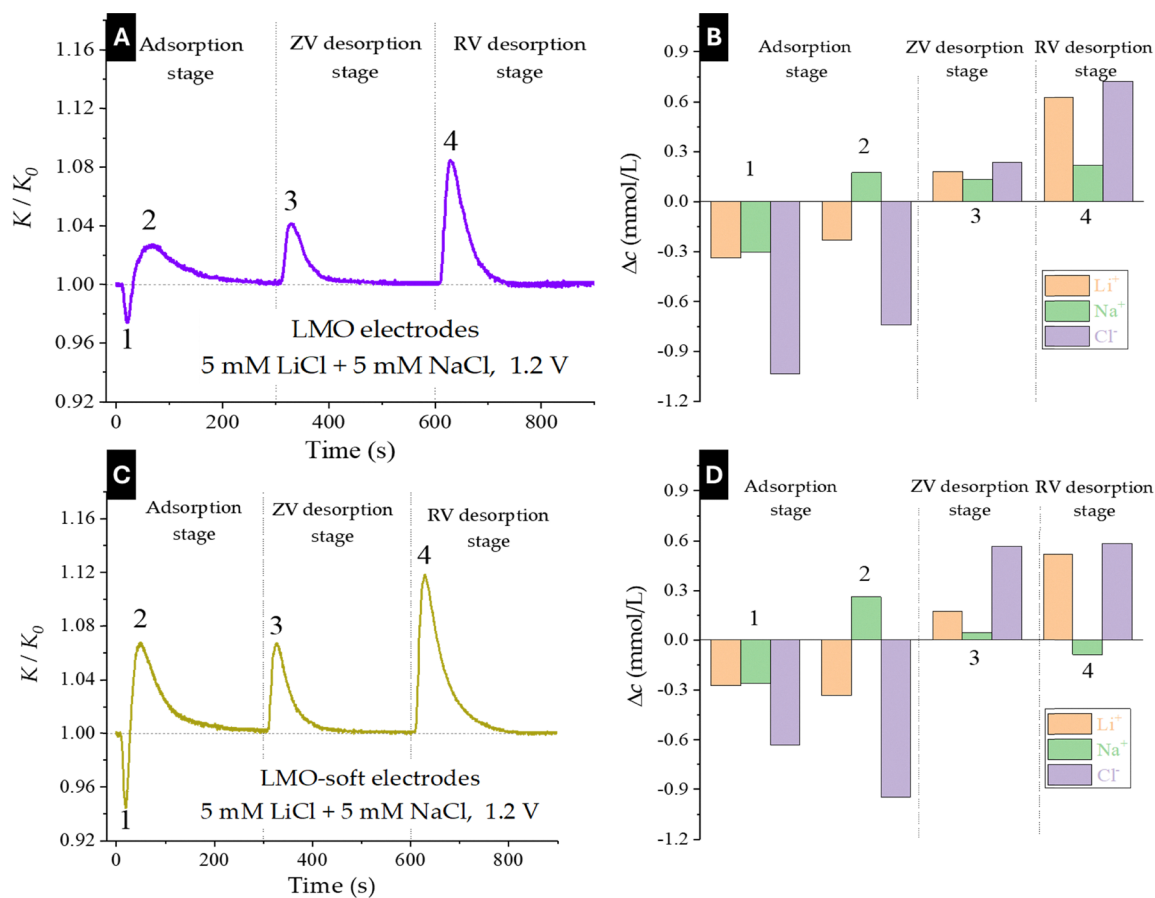 A
Adsorption
stage
ZV desorption
stage
RV desorption
stage
1.16
1.12
1.08
1.04
1.00
0.96
0.92
K / K0
1
2
3
4
LMO electrodes
5 mM LiCl + 5 mM NaCl, 1.2 V
0
200
400
600
800
Time (s)
B
Adsorption
stage
ZV desorption
stage
RV desorption
stage
0.9
0.6
0.3
0.0
-0.3
-0.6
-0.9
-1.2
Δc (mmol/L)
1
2
3
4
Li+
Na+
Cl-
C
Adsorption
stage
ZV desorption
stage
RV desorption
stage
1.16
1.12
1.08
1.04
1.00
0.96
0.92
K / K0
1
2
3
4
LMO-soft electrodes
5 mM LiCl + 5 mM NaCl, 1.2 V
0
200
400
600
800
Time (s)
D
Adsorption
stage
ZV desorption
stage
RV desorption
stage
0.9
0.6
0.3
0.0
-0.3
-0.6
-0.9
-1.2
Δc (mmol/L)
1
2
3
4
Li+
Na+
Cl-